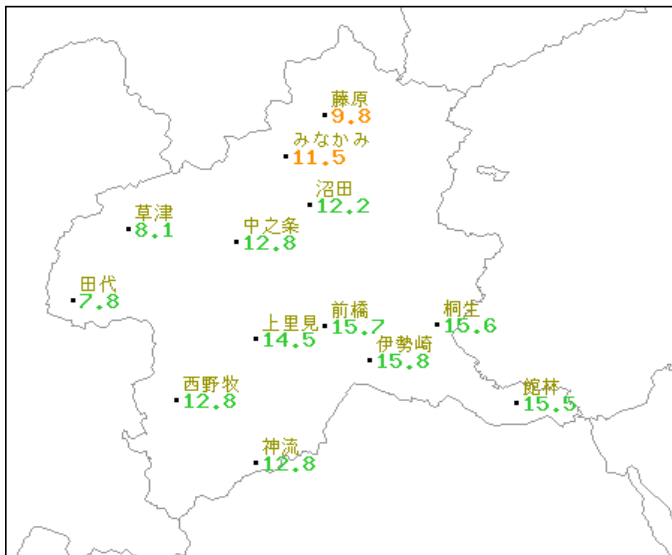 藤原
9.8
みなかみ
11.5
沼田
12.2
草津
8.1
中之条
12.8
田代
7.8
上里見
14.5
前橋
15.7
桐生
15.6
伊勢崎
15.8
西野牧
12.8
館林
15.5
神流
12.8